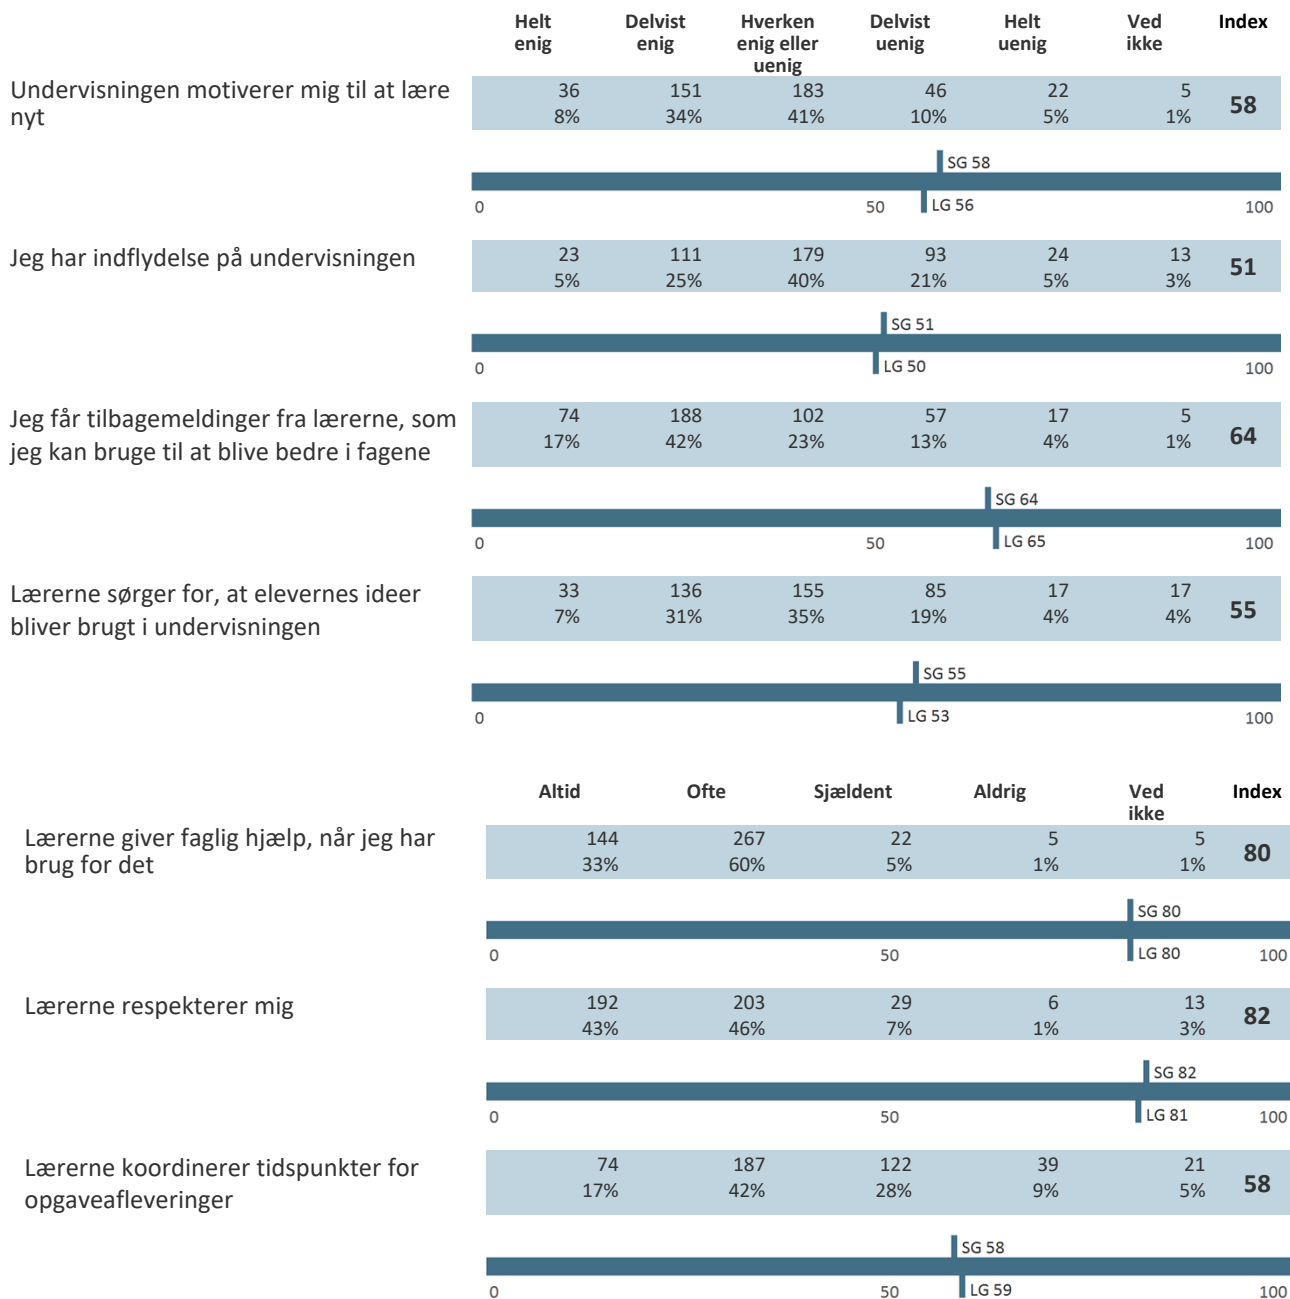 Helt enig Delvist enig Hverken enig eller uenig Delvist uenig Helt uenig Ved ikke Index
Undervisningen motiverer mig til at lære
nyt
36 151 183 46 22 5
8% 34% 41% 10% 5% 1%
58
SG 58
0 50 LG 56 100
Jeg har indflydelse på undervisningen
23 111 179 93 24 13
5% 25% 40% 21% 5% 3%
51
SG 51
0 LG 50 100
Jeg får tilbagemeldinger fra lærerne, som
jeg kan bruge til at blive bedre i fagene
74 188 102 57 17 5
17% 42% 23% 13% 4% 1%
64
SG 64
0 50 LG 65 100
Lærerne sørger for, at elevernes ideer
bliver brugt i undervisningen
33 136 155 85 17 17
7% 31% 35% 19% 4% 4%
55
SG 55
0 LG 53 100
Altid Ofte Sjældent Aldrig Ved ikke Index
Lærerne giver faglig hjælp, når jeg har
brug for det
144 267 22 5 5
33% 60% 5% 1% 1%
80
SG 80
0 50 LG 80 100
Lærerne respekterer mig
192 203 29 6 13
43% 46% 7% 1% 3%
82
SG 82
0 50 LG 81 100
Lærerne koordinerer tidspunkter for
opgaveafleveringer
74 187 122 39 21
17% 42% 28% 9% 5%
58
SG 58
0 50 LG 59 100